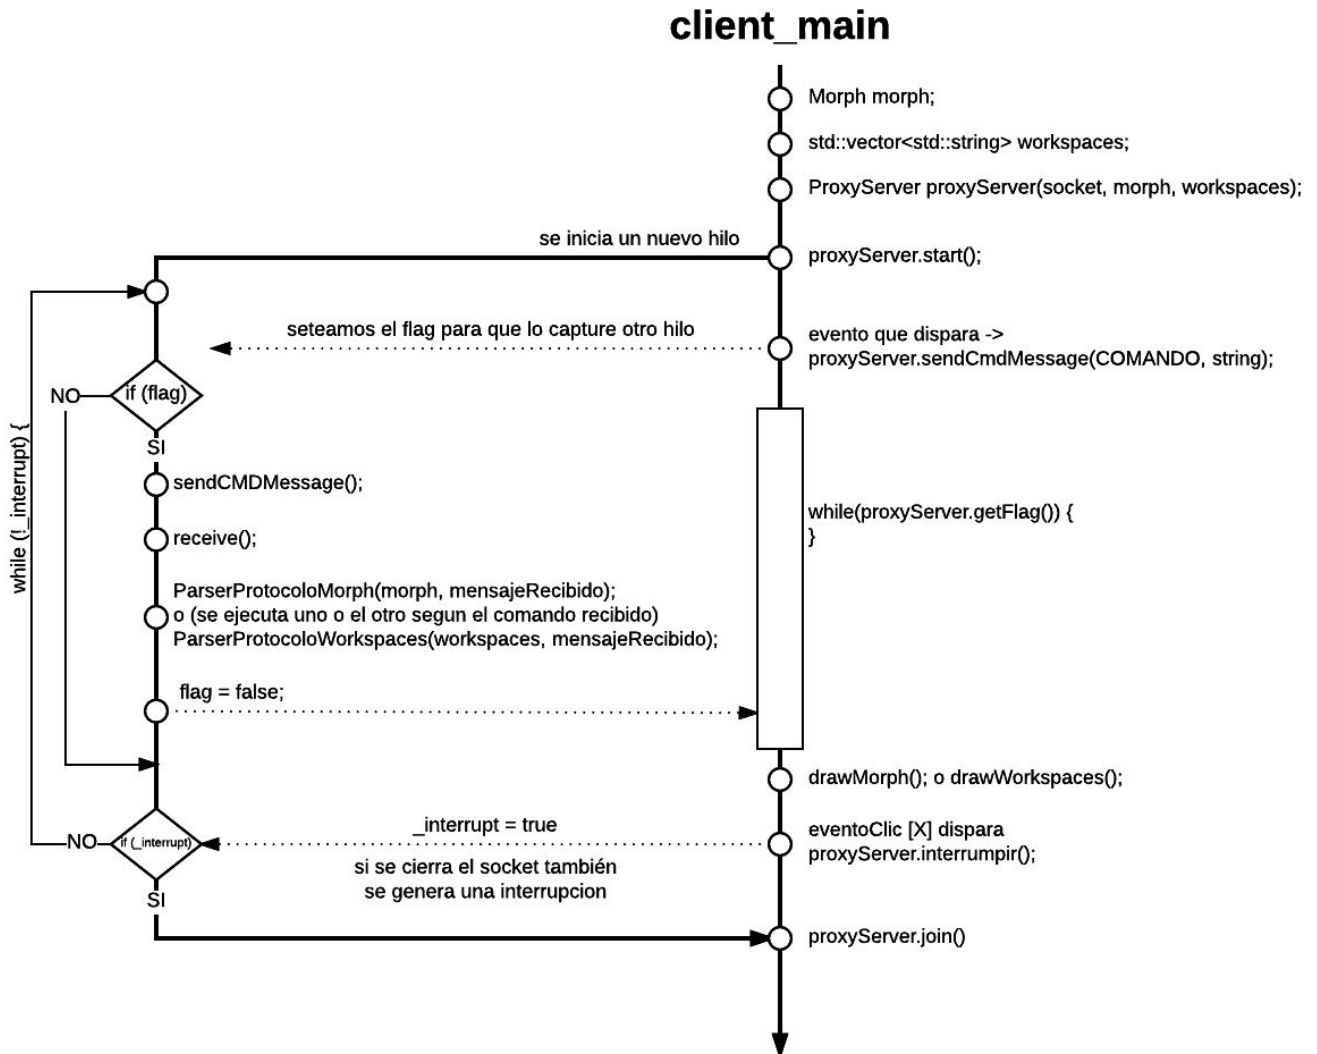 client_main
Morph morph;
std::vector<std::string> workspaces;
ProxyServer proxyServer(socket, morph, workspaces);
se inicia un nuevo hilo
proxyServer.start();
seteamos el flag para que lo capture otro hilo
evento que dispara ->
proxyServer.sendCmdMessage(COMANDO, string);
if (flag)
NO
SI
while (!_interrupt) {
sendCMDMessage();
while(proxyServer.getFlag()) {
}
receive();
ParserProtocoloMorph(morph, mensajeRecibido);
o (se ejecuta uno o el otro segun el comando recibido)
ParserProtocoloWorkspaces(workspaces, mensajeRecibido);
flag = false;
drawMorph(); o drawWorkspaces();
_interrupt = true
eventoClic [X] dispara
proxyServer.interrumpir();
NO
if (_interrupt)
si se cierra el socket también
se genera una interrupcion
SI
proxyServer.join()